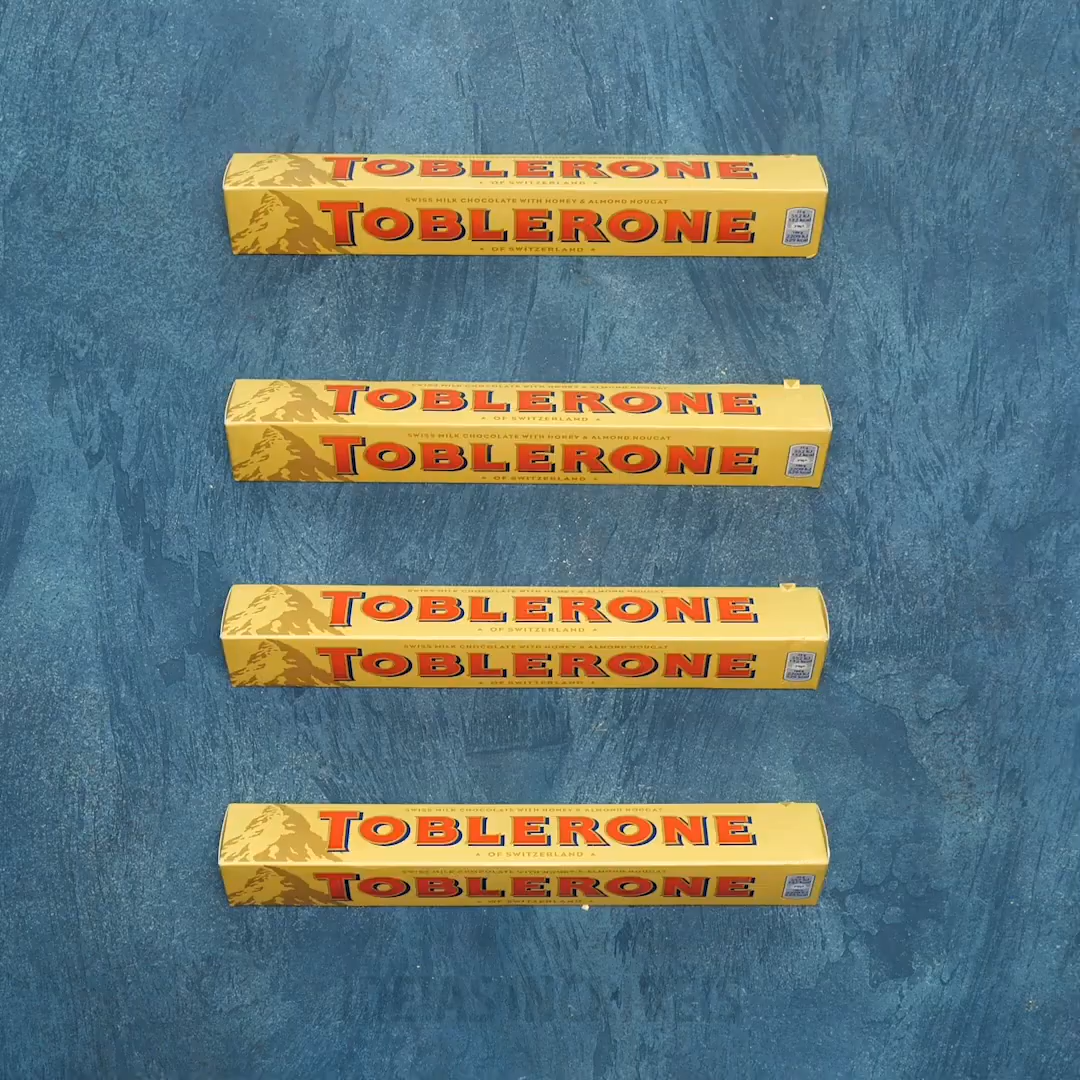 TOBLERONE
OF SWITZERLAND
SWISS MILK CHOCOLATE WITH HONEY & ALMOND NOUGAT
TOBLERONE
OF SWITZERLAND
SWISS MILK CHOCOLATE WITH HONEY & ALMOND NOUGAT
TOBLERONE
OF SWITZERLAND
SWISS MILK CHOCOLATE WITH HONEY & ALMOND NOUGAT
TOBLERONE
OF SWITZERLAND
SWISS MILK CHOCOLATE WITH HONEY & ALMOND NOUGAT
TOBLERONE
OF SWITZERLAND
SWISS MILK CHOCOLATE WITH HONEY & ALMOND NOUGAT
TOBLERONE
OF SWITZERLAND
SWISS MILK CHOCOLATE WITH HONEY & ALMOND NOUGAT
TOBLERONE
OF SWITZERLAND
SWISS MILK CHOCOLATE WITH HONEY & ALMOND NOUGAT
TOBLERONE
OF SWITZERLAND